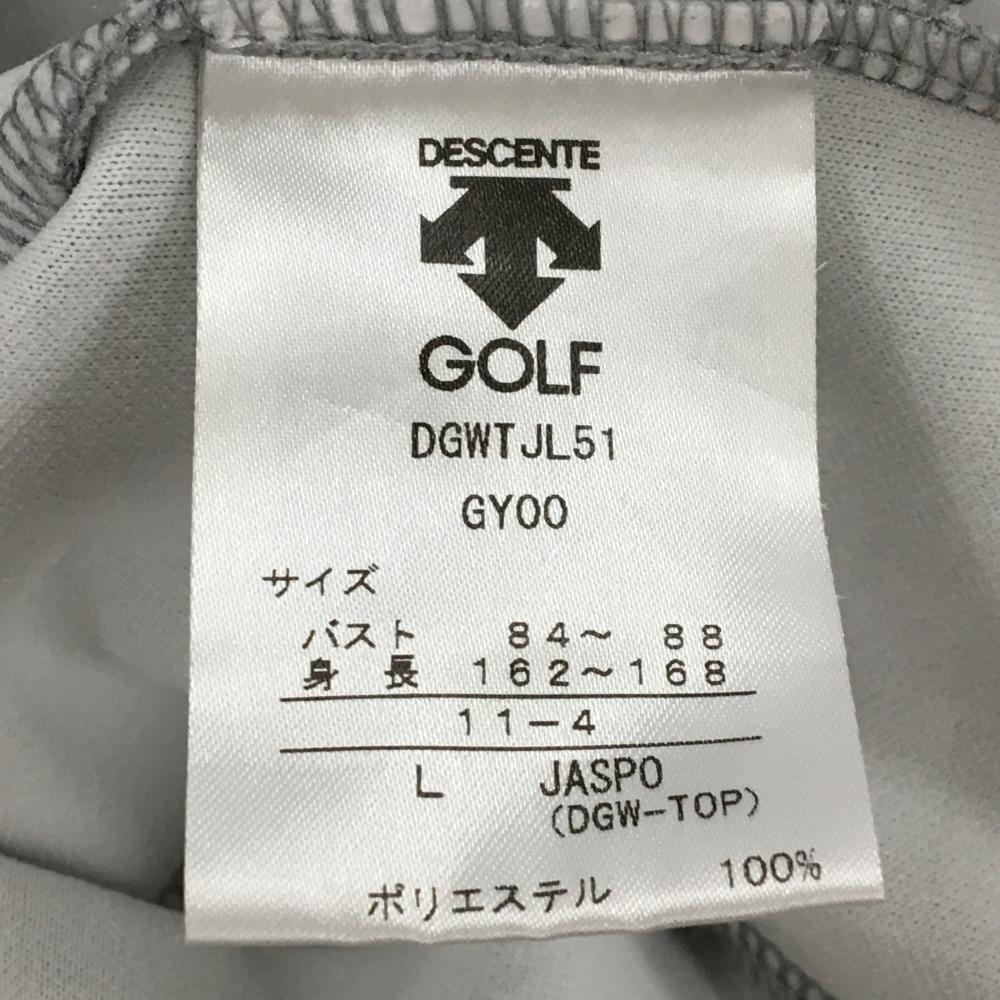 DESCENTE
GOLF
DGWTJL51
GY00
サイズ
バスト 84～ 88
身 長 162～168
11－4
L JASPO
(DGW-TOP)
ポリエステル 100%